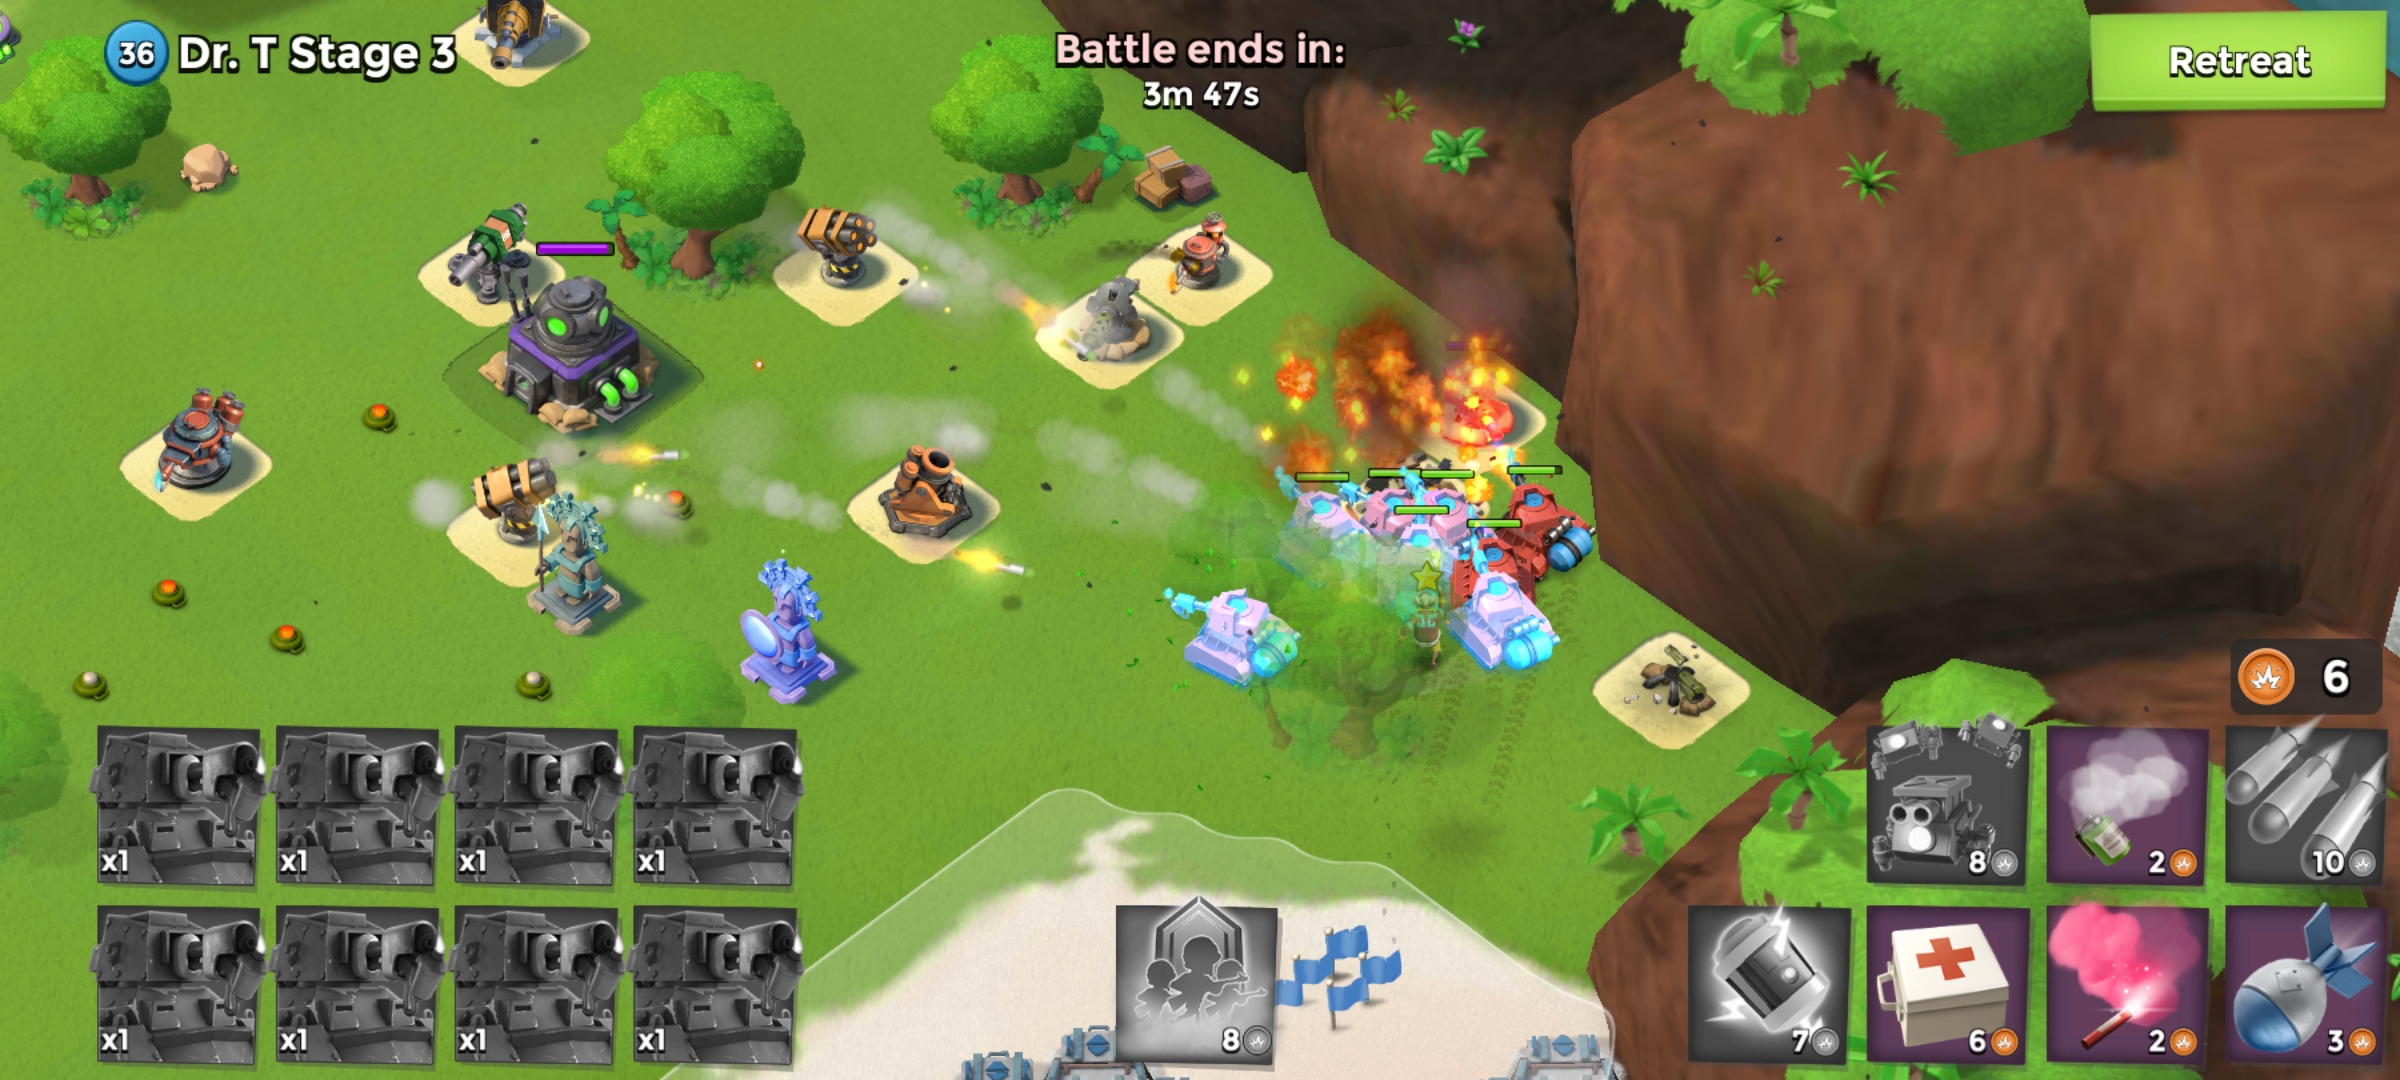 36 Dr. T Stage 3
Battle ends in:
3m 47s
Retreat
6
8 2 10
x1 x1 x1 x1
7 6 2 3
x1 x1 x1 x1
8